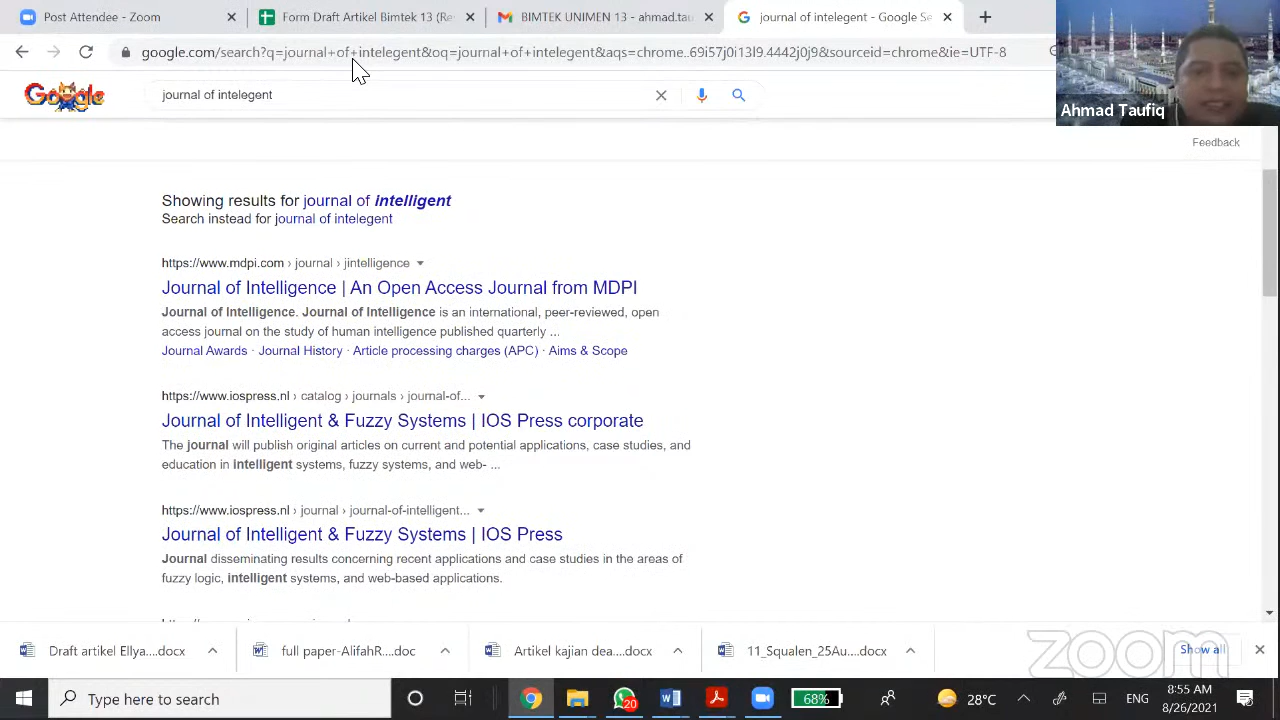 Post Attendee - Zoom
Form Draft Artikel Bimtek 13 (Re
BIMTEK UNIMEN 13 - ahmad.tau
journal of intelegent - Google Se
google.com/search?q=journal+of+intelegent&oq=journal+of+intelegent&aqs=chrome..69i57j0i13l9.4442j0j9&sourceid=chrome&ie=UTF-8
Google
journal of intelegent
Ahmad Taufiq
Feedback
Showing results for journal of intelligent
Search instead for journal of intelegent
https://www.mdpi.com › journal › jintelligence
Journal of Intelligence | An Open Access Journal from MDPI
Journal of Intelligence. Journal of Intelligence is an international, peer-reviewed, open
access journal on the study of human intelligence published quarterly ...
Journal Awards · Journal History · Article processing charges (APC) · Aims & Scope
https://www.iospress.nl › catalog › journals › journal-of...
Journal of Intelligent & Fuzzy Systems | IOS Press corporate
The journal will publish original articles on current and potential applications, case studies, and
education in intelligent systems, fuzzy systems, and web- ...
https://www.iospress.nl › journal › journal-of-intelligent...
Journal of Intelligent & Fuzzy Systems | IOS Press
Journal disseminating results concerning recent applications and case studies in the areas of
fuzzy logic, intelligent systems, and web-based applications.
Draft artikel Ellya....docx
full paper-AlifahR....doc
Artikel kajian dea....docx
11_Squalen_25Au....docx
Show all
zoom
Type here to search
20
68%
28°C
ENG
8:55 AM
8/26/2021